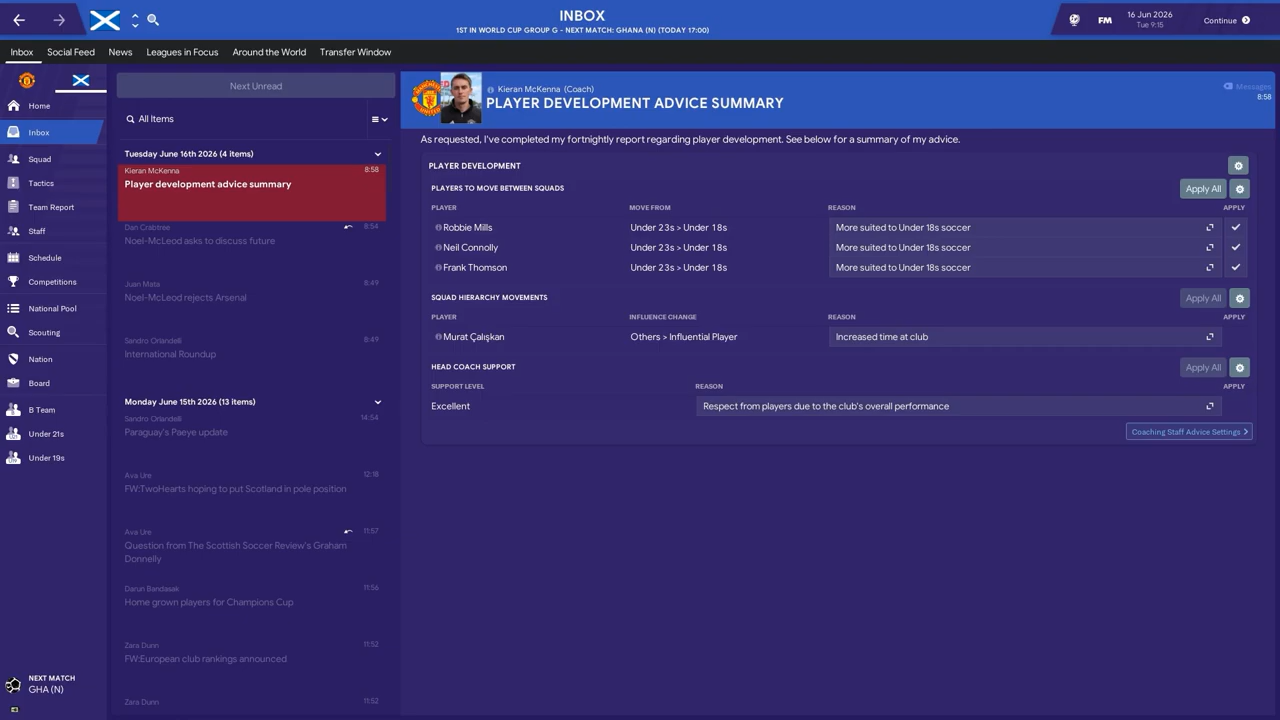 INBOX
1ST IN WORLD CUP GROUP G - NEXT MATCH: GHANA (N) (TODAY 17:00)
FM
16 Jun 2026
Tue 9:15
Continue
Inbox
Social Feed
News
Leagues in Focus
Around the World
Transfer Window
Home
Inbox
Squad
Tactics
Team Report
Staff
Schedule
Competitions
National Pool
Scouting
Nation
Board
B Team
Under 21s
Under 19s
NEXT MATCH
GHA (N)
Next Unread
All Items
Tuesday June 16th 2026 (4 items)
Kieran McKenna 8:58
Player development advice summary
Dan Crabtree 8:54
Noel-McLeod asks to discuss future
Juan Mata 8:49
Noel-McLeod rejects Arsenal
Sandro Orlandelli 8:49
International Roundup
Monday June 15th 2026 (13 items)
Sandro Orlandelli 14:54
Paraguay's Paeye update
Ava Ure 12:18
FW:TwoHearts hoping to put Scotland in pole position
Ava Ure 11:57
Question from The Scottish Soccer Review's Graham
Donnelly
Darun Bandasak 11:56
Home grown players for Champions Cup
Zara Dunn 11:52
FW:European club rankings announced
Zara Dunn 11:52
Kieran McKenna (Coach)
PLAYER DEVELOPMENT ADVICE SUMMARY
Messages
8:58
As requested, I've completed my fortnightly report regarding player development. See below for a summary of my advice.
PLAYER DEVELOPMENT
PLAYERS TO MOVE BETWEEN SQUADS Apply All
PLAYER MOVE FROM REASON APPLY
Robbie Mills Under 23s > Under 18s More suited to Under 18s soccer
Neil Connolly Under 23s > Under 18s More suited to Under 18s soccer
Frank Thomson Under 23s > Under 18s More suited to Under 18s soccer
SQUAD HIERARCHY MOVEMENTS Apply All
PLAYER INFLUENCE CHANGE REASON APPLY
Murat Çalışkan Others > Influential Player Increased time at club
HEAD COACH SUPPORT Apply All
SUPPORT LEVEL REASON APPLY
Excellent Respect from players due to the club's overall performance
Coaching Staff Advice Settings >